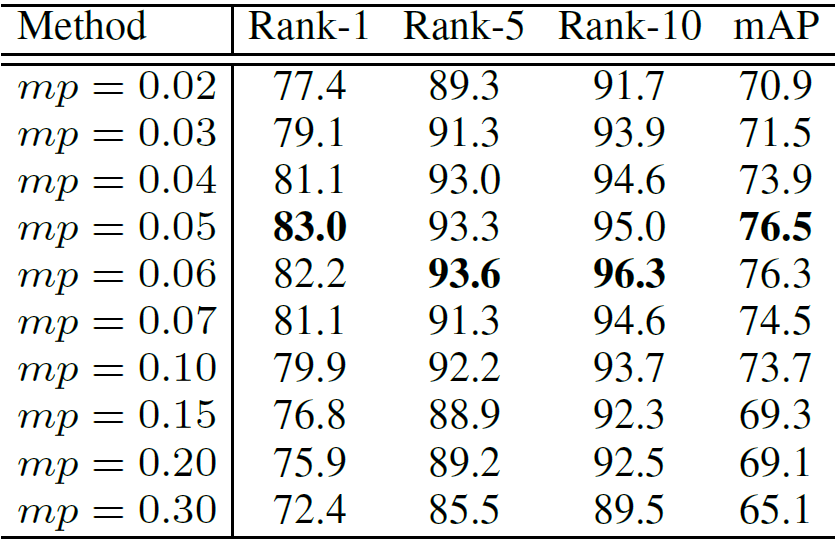 Method Rank-1 Rank-5 Rank-10 mAP
mp = 0.02 77.4 89.3 91.7 70.9
mp = 0.03 79.1 91.3 93.9 71.5
mp = 0.04 81.1 93.0 94.6 73.9
mp = 0.05 83.0 93.3 95.0 76.5
mp = 0.06 82.2 93.6 96.3 76.3
mp = 0.07 81.1 91.3 94.6 74.5
mp = 0.10 79.9 92.2 93.7 73.7
mp = 0.15 76.8 88.9 92.3 69.3
mp = 0.20 75.9 89.2 92.5 69.1
mp = 0.30 72.4 85.5 89.5 65.1